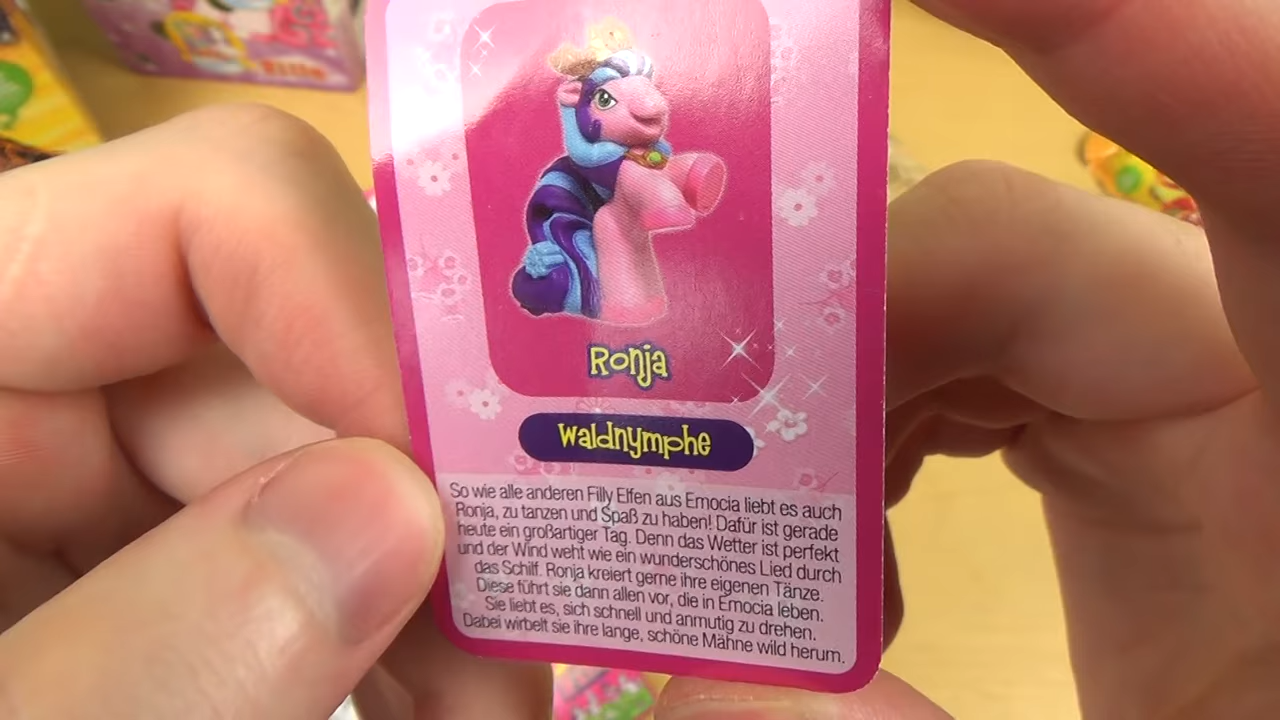 Ronja
Waldnymphe
So wie alle anderen Filly Elfen aus Emocia liebt es auch
Ronja, zu tanzen und Spaß zu haben! Dafür ist gerade
heute ein großartiger Tag. Denn das Wetter ist perfekt
und der Wind weht wie ein wunderschönes Lied durch
das Schilf. Ronja kreiert gerne ihre eigenen Tänze.
Diese führt sie dann allen vor, die in Emocia leben.
Sie liebt es, sich schnell und anmutig zu drehen.
Dabei wirbelt sie ihre lange, schöne Mähne wild herum.